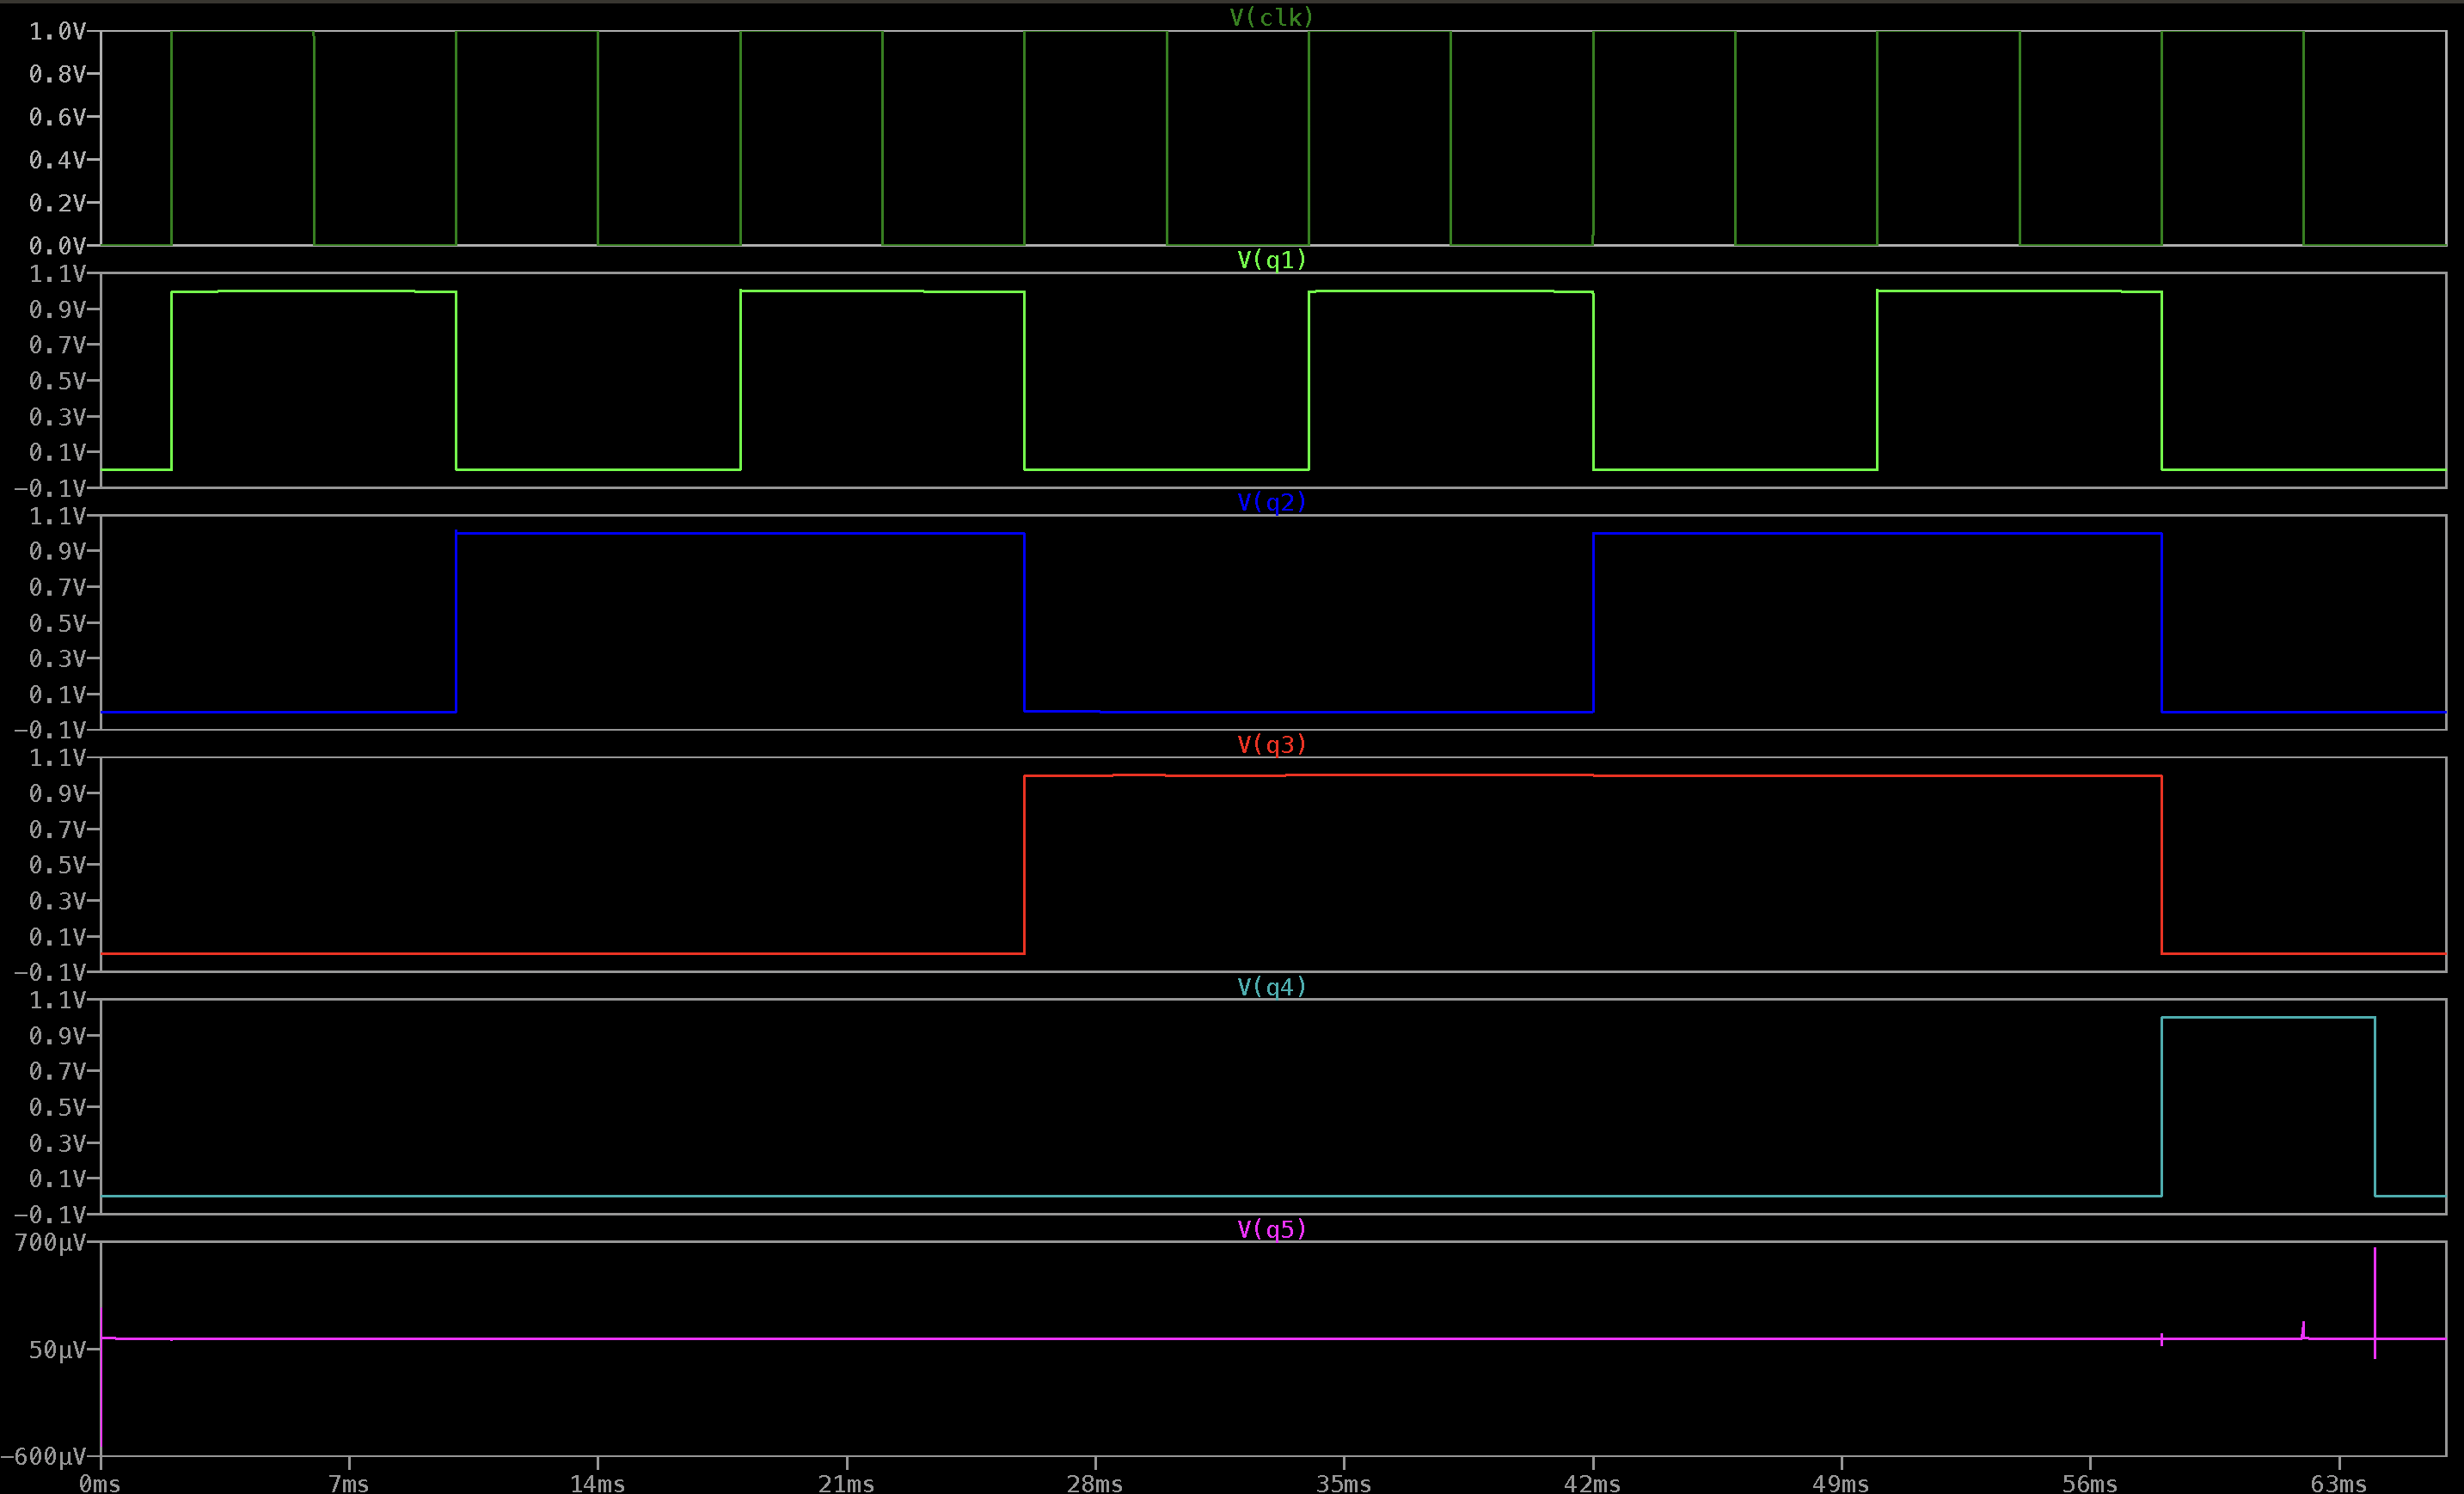 V(clk)
1.0V
0.8V
0.6V
0.4V
0.2V
0.0V
V(q1)
1.1V
0.9V
0.7V
0.5V
0.3V
0.1V
−0.1V
V(q2)
1.1V
0.9V
0.7V
0.5V
0.3V
0.1V
−0.1V
V(q3)
1.1V
0.9V
0.7V
0.5V
0.3V
0.1V
−0.1V
V(q4)
1.1V
0.9V
0.7V
0.5V
0.3V
0.1V
−0.1V
V(q5)
700µV
50µV
−600µV
0ms 7ms 14ms 21ms 28ms 35ms 42ms 49ms 56ms 63ms